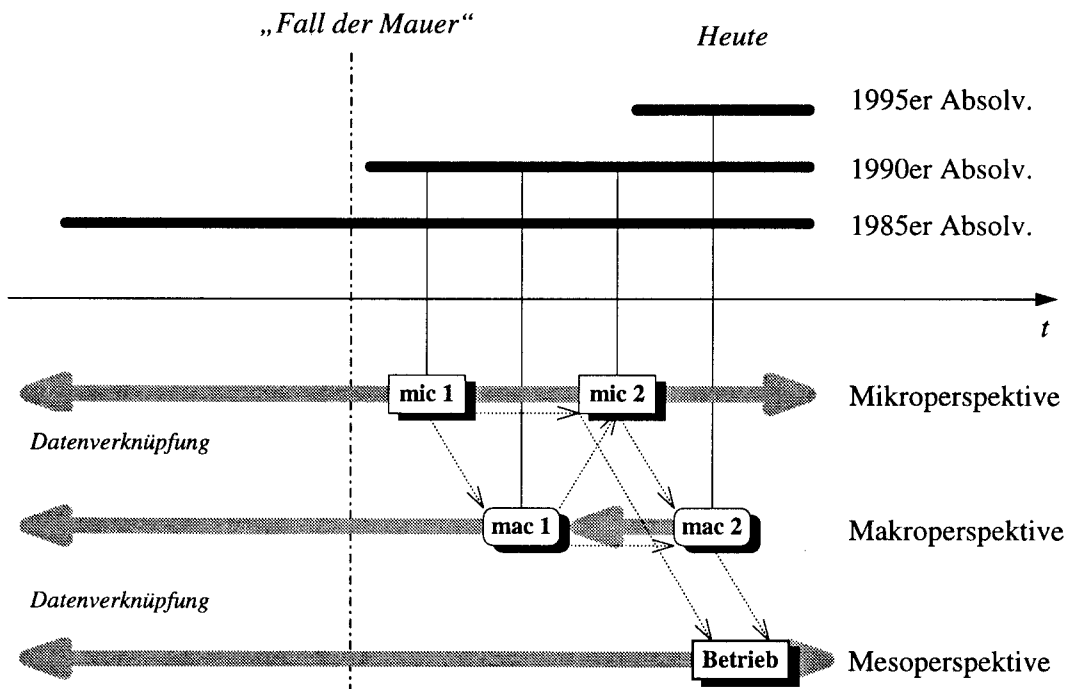 „Fall der Mauer“
Heute
1995er Absolv.
1990er Absolv.
1985er Absolv.
t
mic 1
mic 2
Mikroperspektive
Datenverknüpfung
mac 1
mac 2
Makroperspektive
Datenverknüpfung
Betrieb
Mesoperspektive